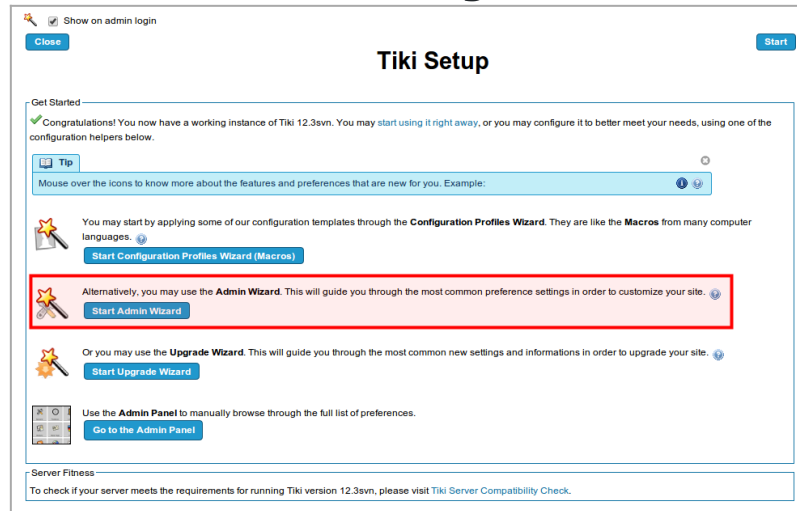 Show on admin login
Close
Start
Tiki Setup
Get Started
Congratulations! You now have a working instance of Tiki 12.3svn. You may start using it right away, or you may configure it to better meet your needs, using one of the
configuration helpers below.
Tip
Mouse over the icons to know more about the features and preferences that are new for you. Example:
You may start by applying some of our configuration templates through the Configuration Profiles Wizard. They are like the Macros from many computer
languages.
Start Configuration Profiles Wizard (Macros)
Alternatively, you may use the Admin Wizard. This will guide you through the most common preference settings in order to customize your site.
Start Admin Wizard
Or you may use the Upgrade Wizard. This will guide you through the most common new settings and informations in order to upgrade your site.
Start Upgrade Wizard
Use the Admin Panel to manually browse through the full list of preferences.
Go to the Admin Panel
Server Fitness
To check if your server meets the requirements for running Tiki version 12.3svn, please visit Tiki Server Compatibility Check.